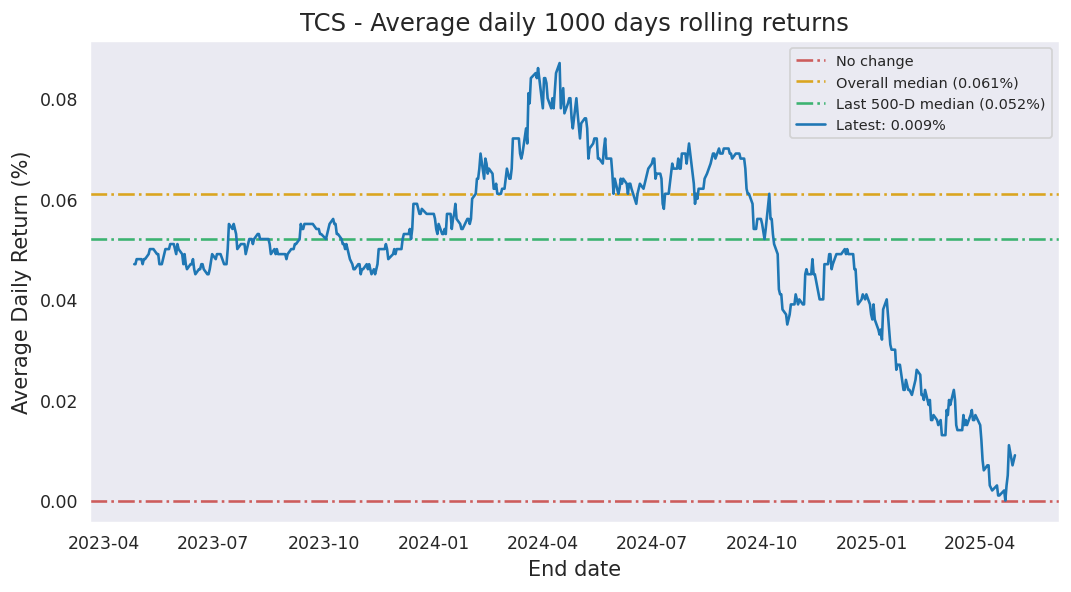 TCS - Average daily 1000 days rolling returns
No change
Overall median (0.061%)
Last 500-D median (0.052%)
Latest: 0.009%
Average Daily Return (%)
0.08
0.06
0.04
0.02
0.00
2023-04 2023-07 2023-10 2024-01 2024-04 2024-07 2024-10 2025-01 2025-04
End date